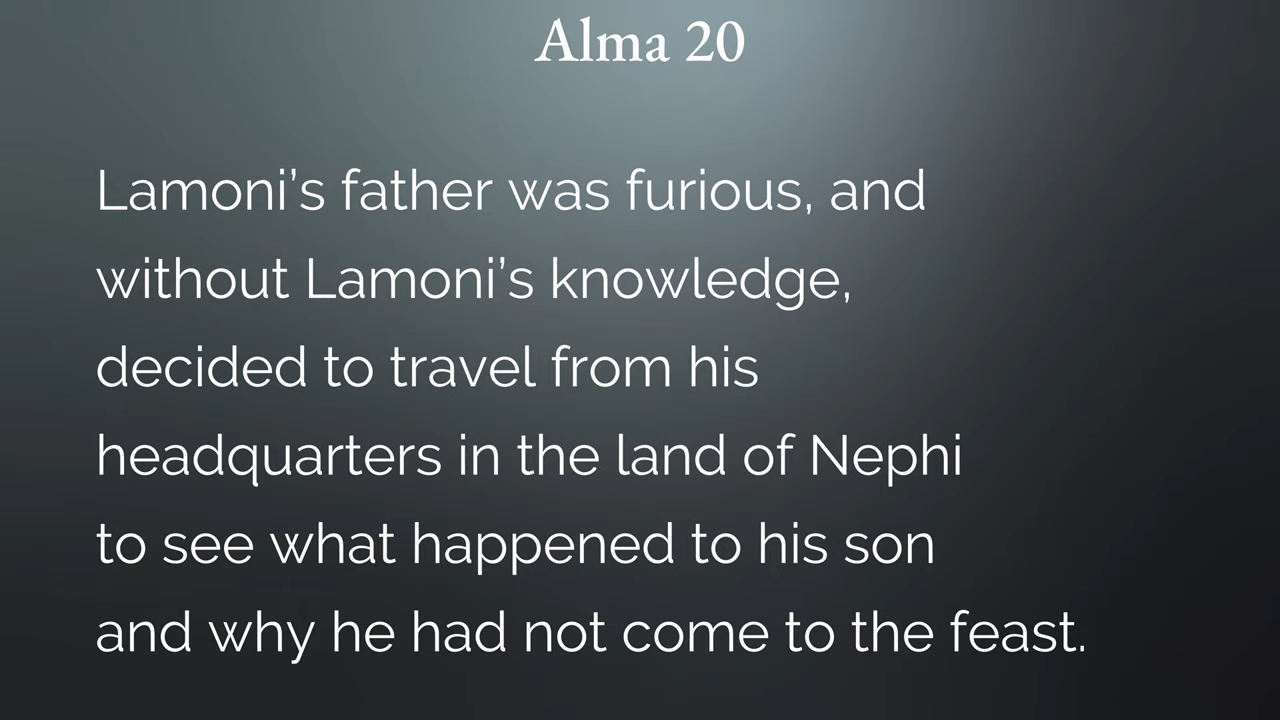 Alma 20
Lamoni’s father was furious, and
without Lamoni’s knowledge,
decided to travel from his
headquarters in the land of Nephi
to see what happened to his son
and why he had not come to the feast.